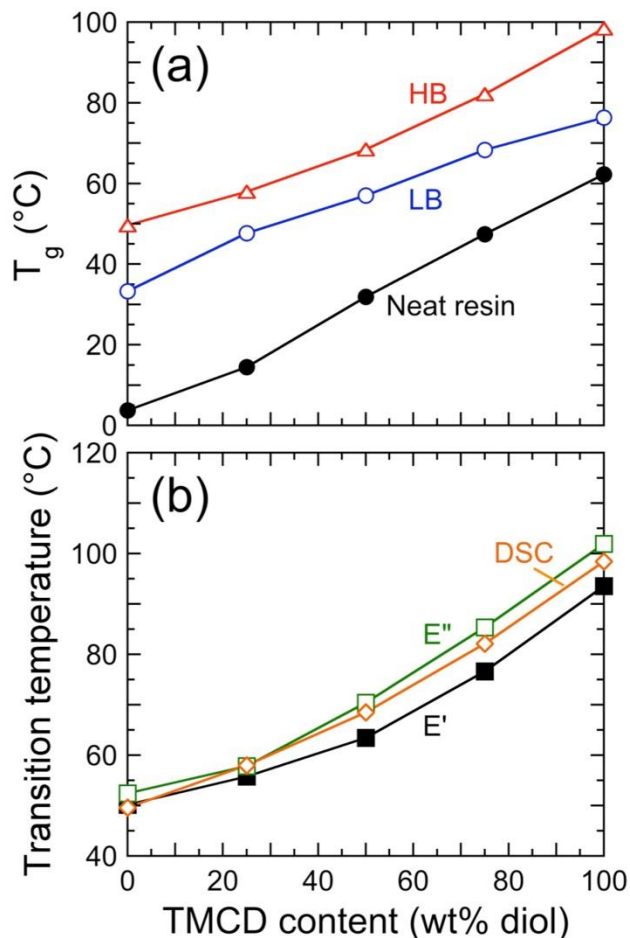 100
(a)
HB
80
60
LB
T_g (°C)
40
Neat resin
20
0
120
(b)
Transition temperature (°C)
100
DSC
E"
80
E'
60
40
0 20 40 60 80 100
TMCD content (wt% diol)